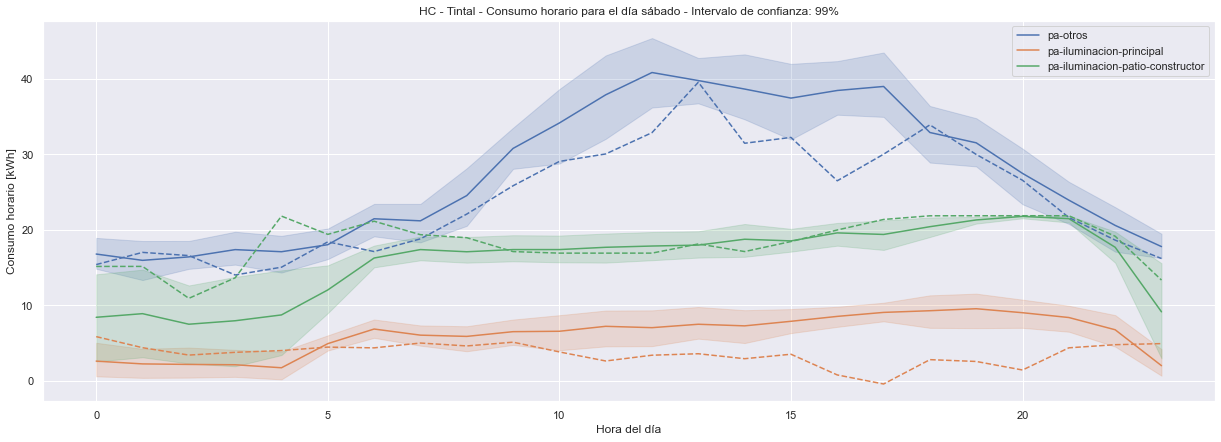 HC - Tintal - Consumo horario para el día sábado - Intervalo de confianza: 99%
pa-otros
pa-iluminacion-principal
pa-iluminacion-patio-constructor
Consumo horario [kWh]
40
30
20
10
0
0
5
10
15
20
Hora del día